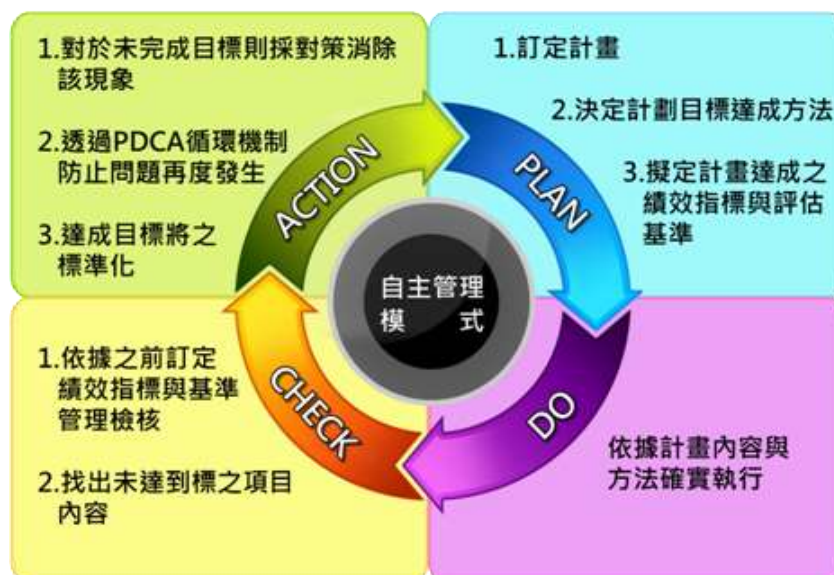 1.對於未完成目標則採對策消除
該現象
2.透過PDCA循環機制
防止問題再度發生
3.達成目標將之
標準化
ACTION
1.訂定計畫
2.決定計劃目標達成方法
3.擬定計畫達成之
績效指標與評估
基準
PLAN
自主管理
模 式
1.依據之前訂定
績效指標與基準
管理檢核
2.找出未達到標之項目
內容
CHECK
DO
依據計畫內容與
方法確實執行